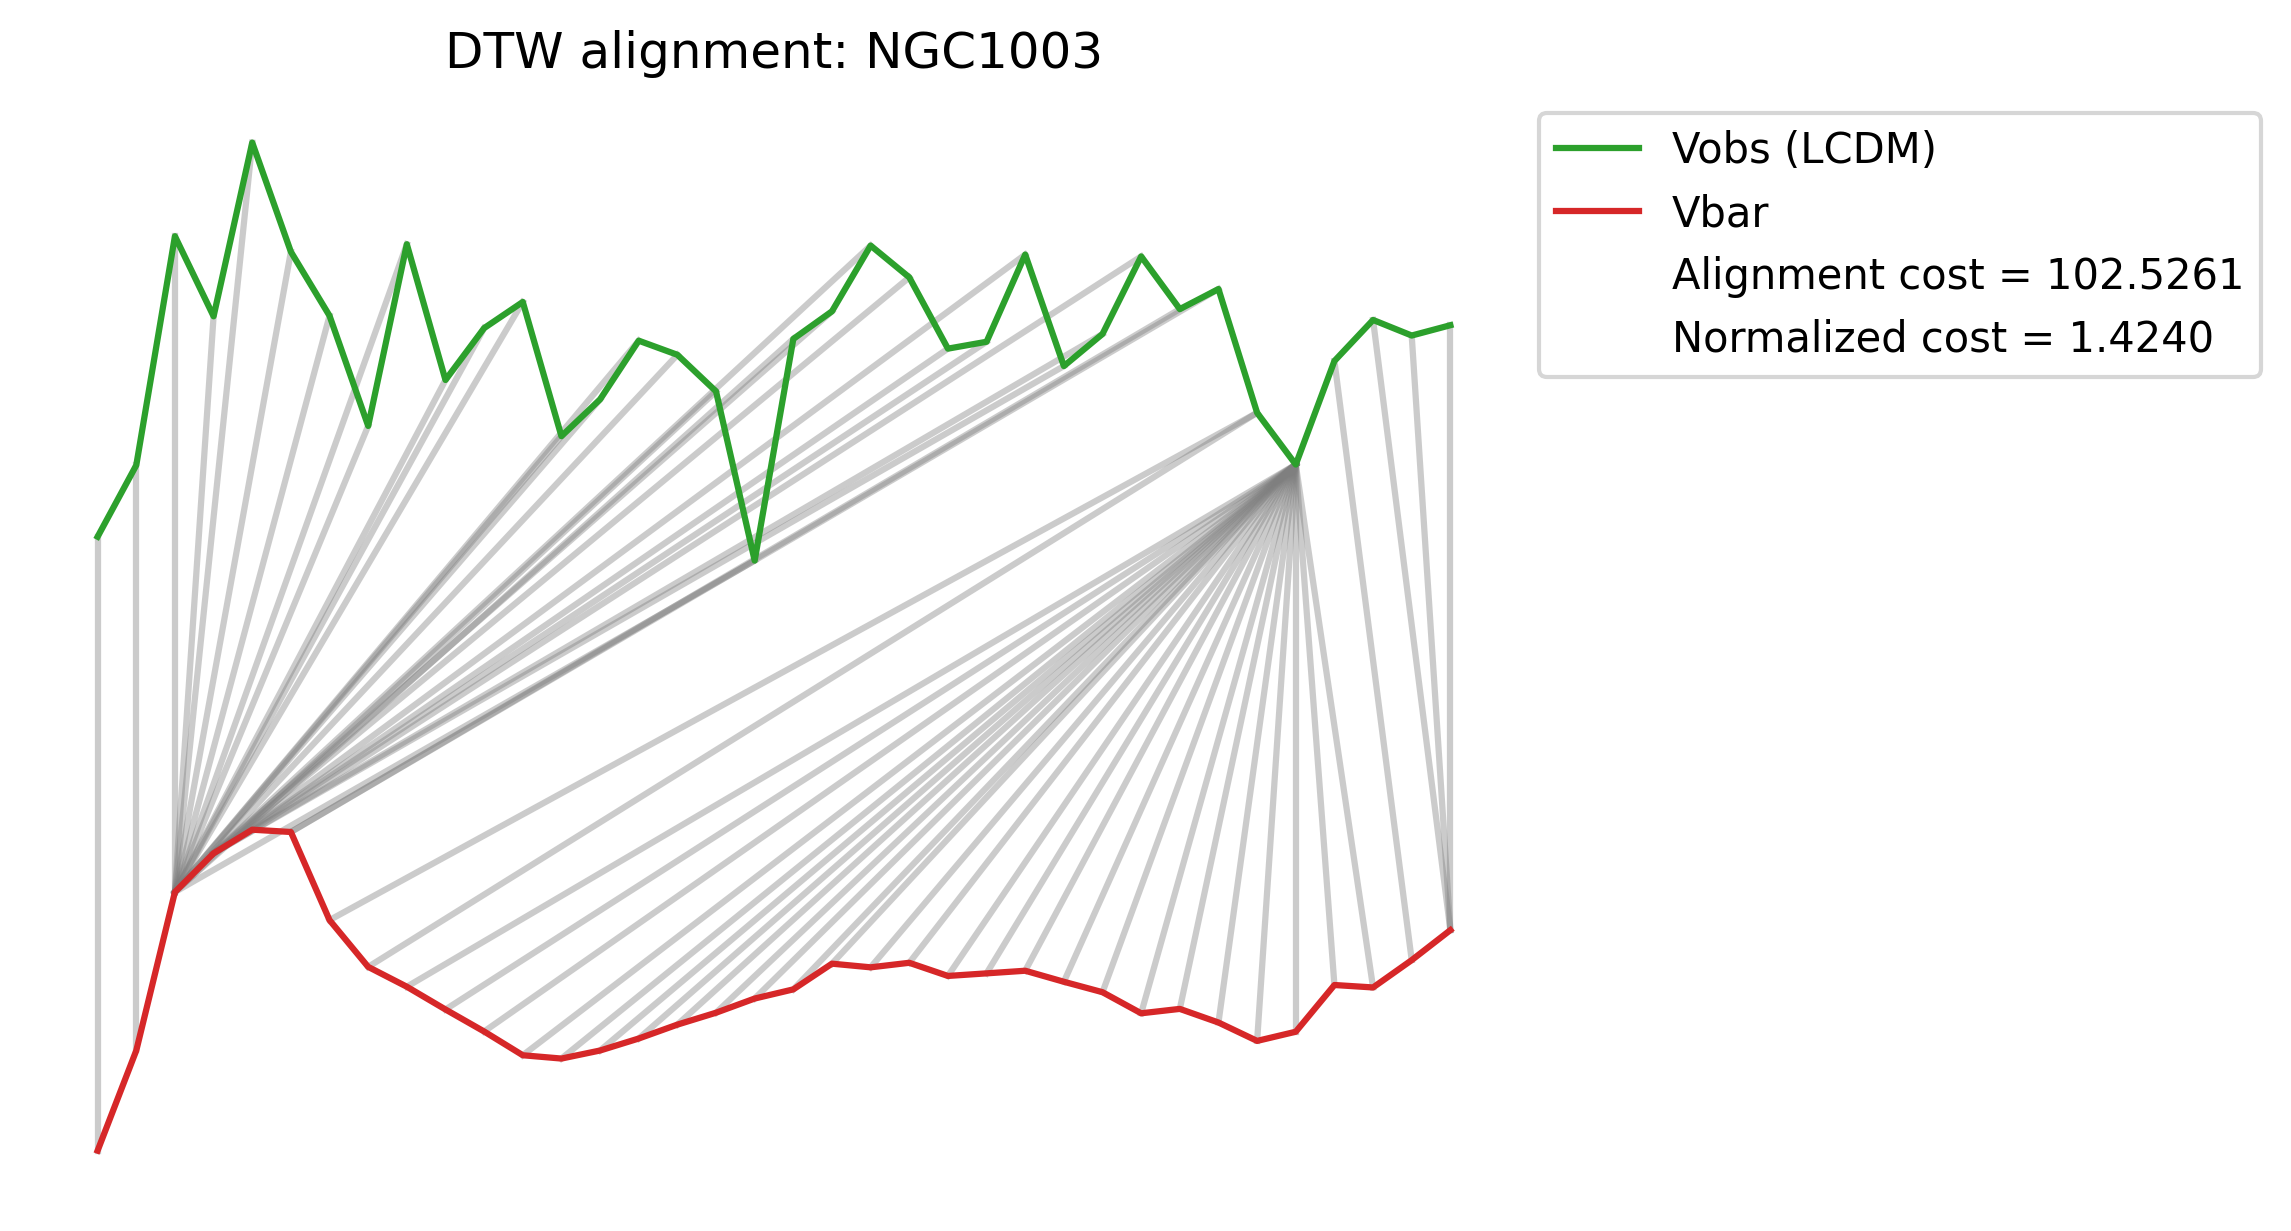 DTW alignment: NGC1003
Vobs (LCDM)
Vbar
Alignment cost = 102.5261
Normalized cost = 1.4240